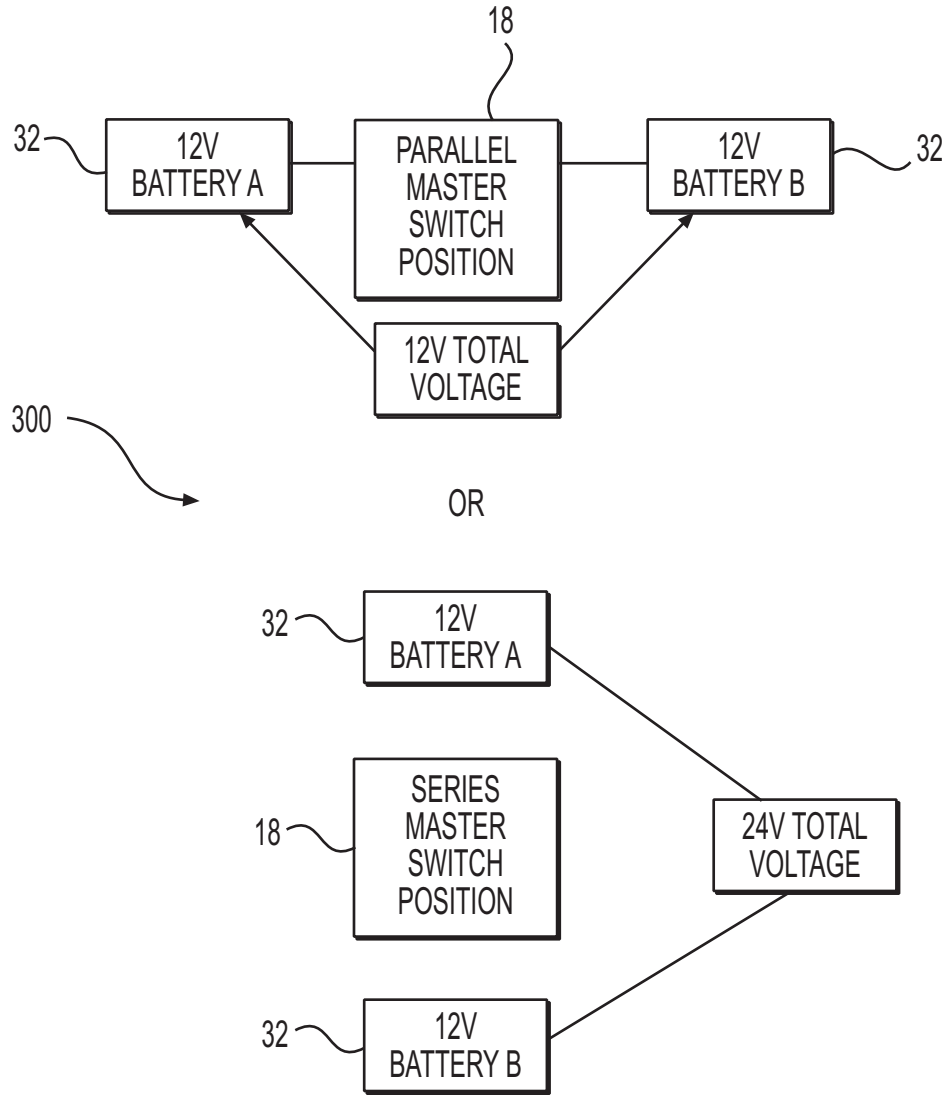 18
32
12V
BATTERY A
PARALLEL
MASTER
SWITCH
POSITION
12V
BATTERY B
32
12V TOTAL
VOLTAGE
300
OR
32
12V
BATTERY A
18
SERIES
MASTER
SWITCH
POSITION
24V TOTAL
VOLTAGE
32
12V
BATTERY B